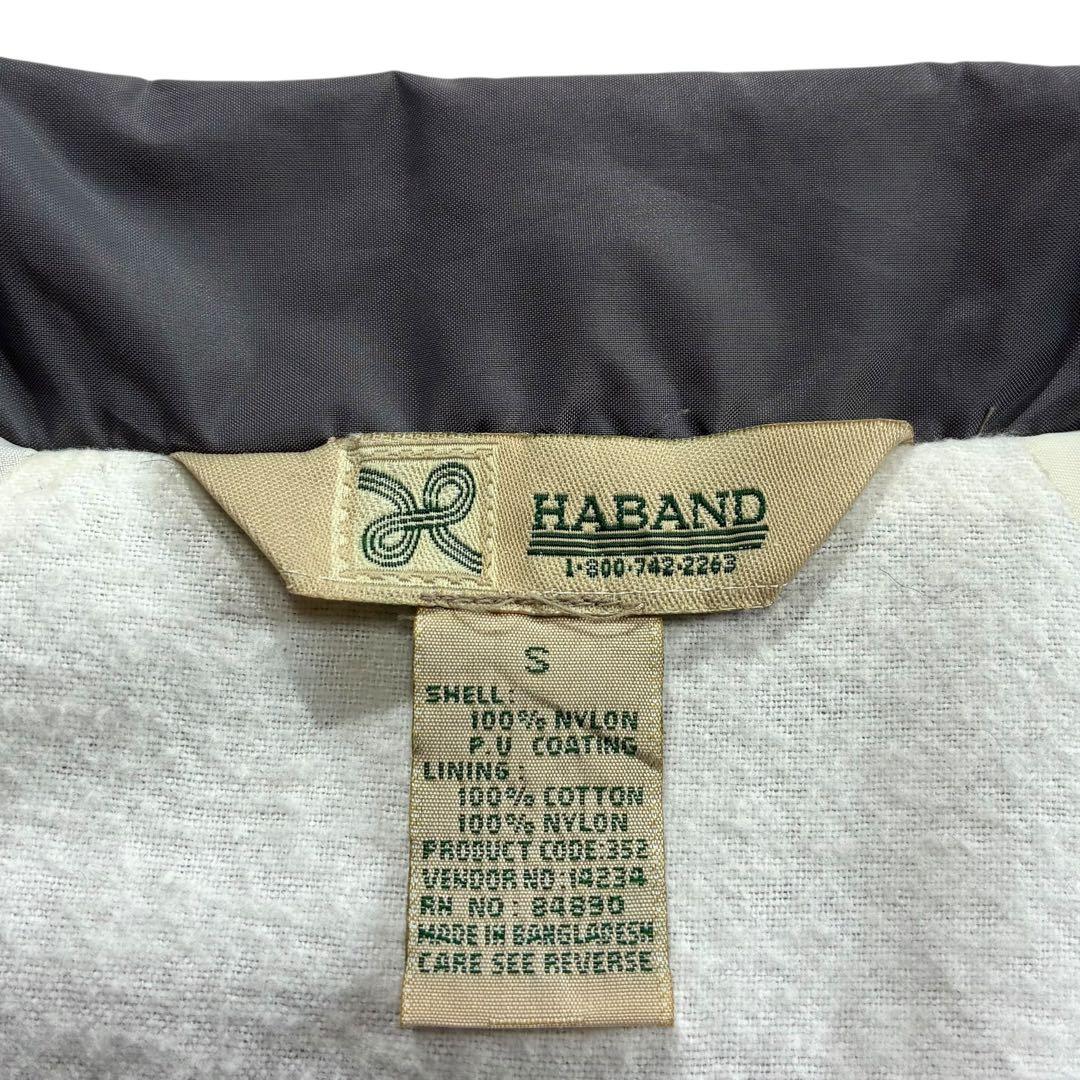 HABAND
1-800-742-2263
S
SHELL:
100% NYLON
P.U COATING
LINING:
100% COTTON
100% NYLON
PRODUCT CODE:352
VENDOR NO:14234
RN NO: 84890
MADE IN BANGLADESH
CARE SEE REVERSE